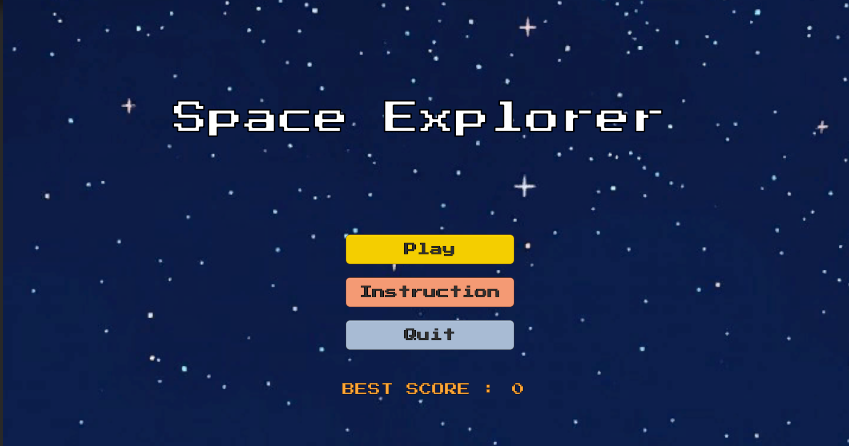 Space Explorer
Play
Instruction
Quit
BEST SCORE : 0